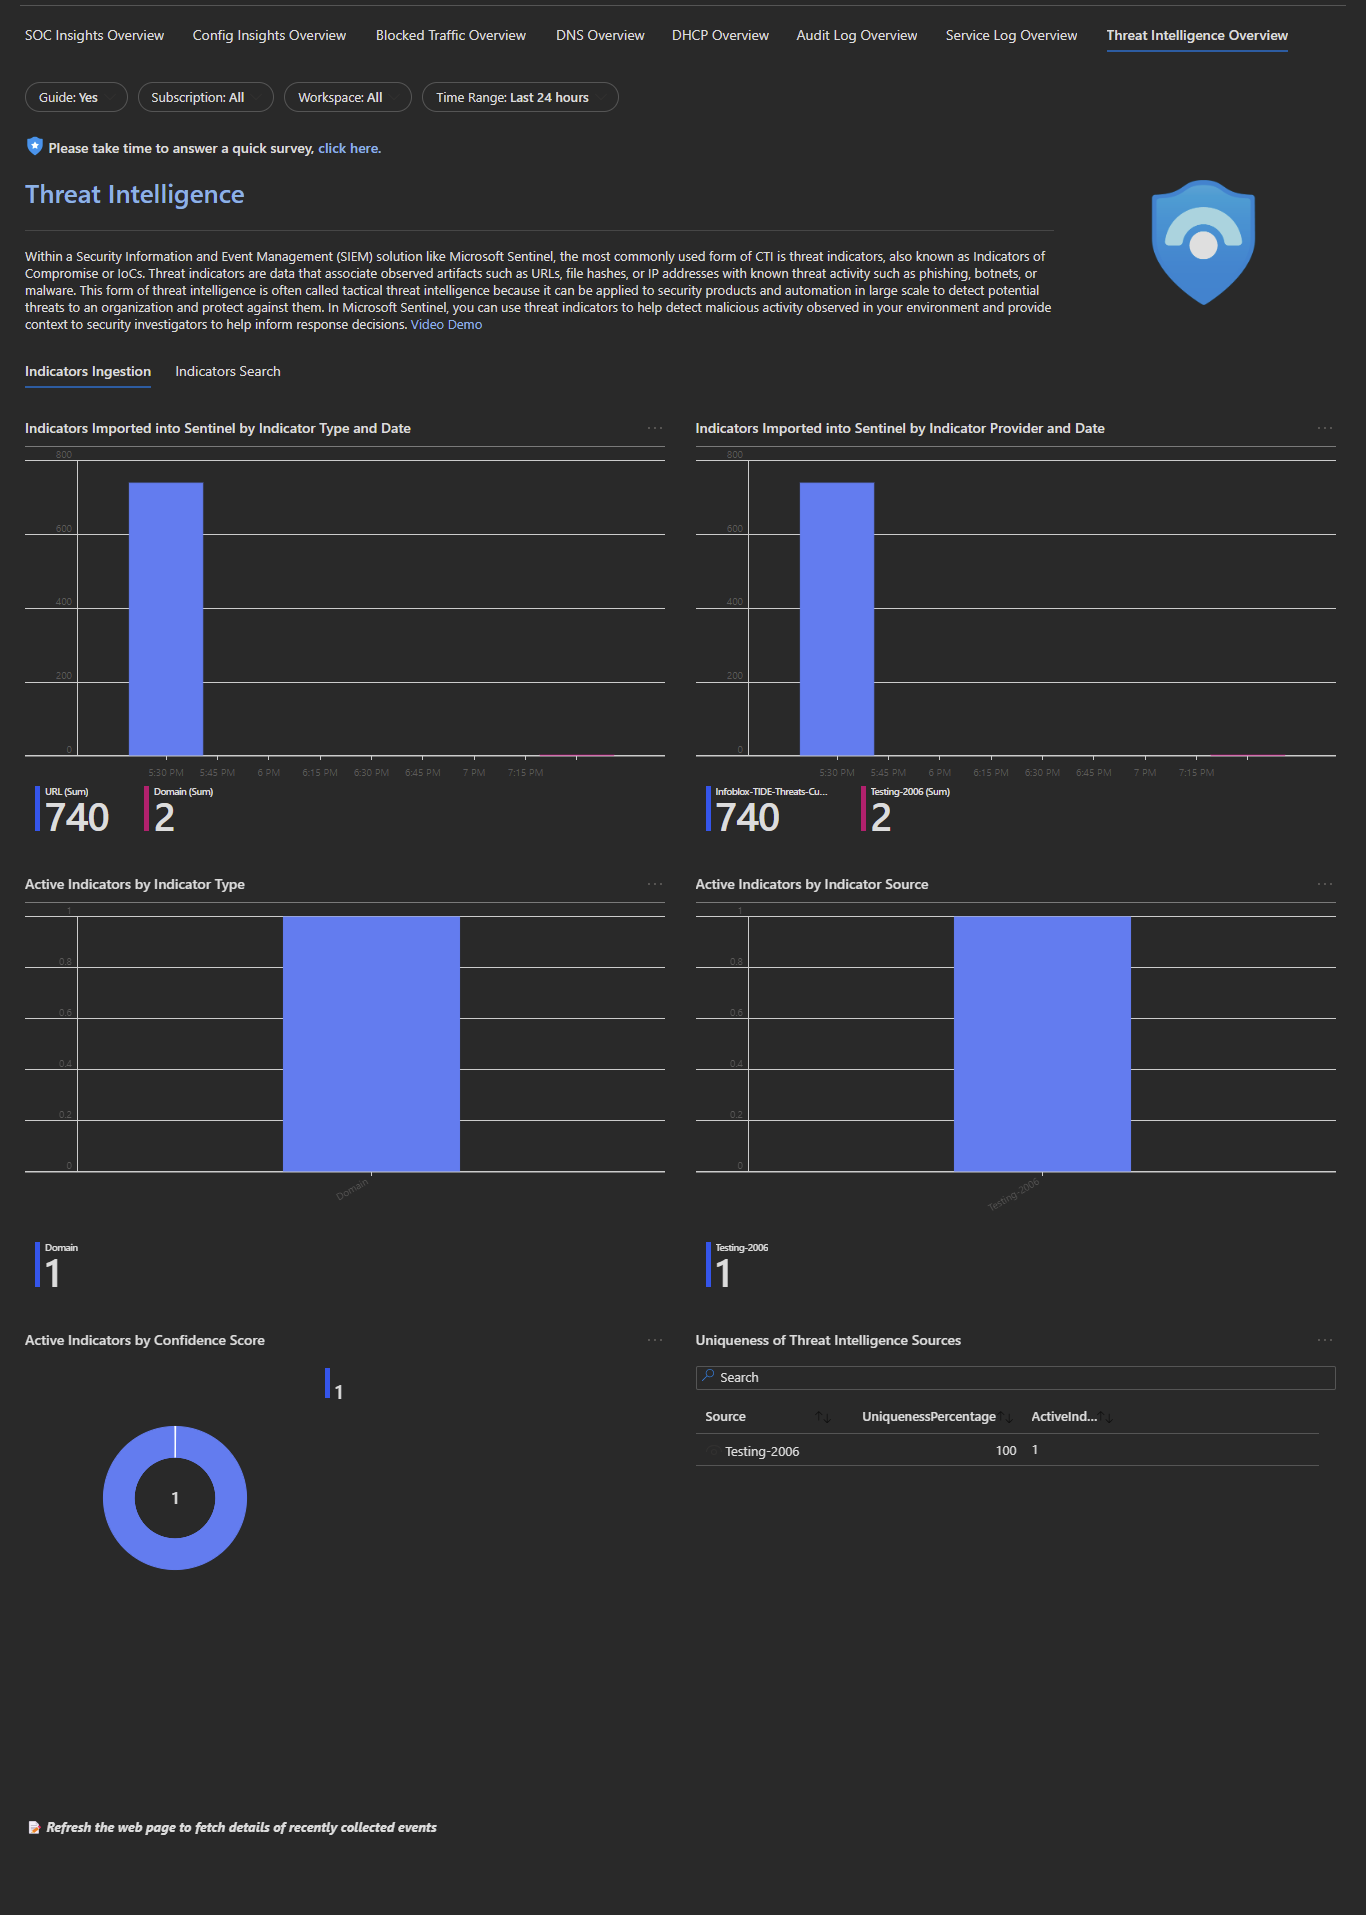 SOC Insights Overview Config Insights Overview Blocked Traffic Overview DNS Overview DHCP Overview Audit Log Overview Service Log Overview Threat Intelligence Overview
Guide: Yes Subscription: All Workspace: All Time Range: Last 24 hours
Please take time to answer a quick survey, click here.
Threat Intelligence
Within a Security Information and Event Management (SIEM) solution like Microsoft Sentinel, the most commonly used form of CTI is threat indicators, also known as Indicators of
Compromise or IoCs. Threat indicators are data that associate observed artifacts such as URLs, file hashes, or IP addresses with known threat activity such as phishing, botnets, or
malware. This form of threat intelligence is often called tactical threat intelligence because it can be applied to security products and automation in large scale to detect potential
threats to an organization and protect against them. In Microsoft Sentinel, you can use threat indicators to help detect malicious activity observed in your environment and provide
context to security investigators to help inform response decisions. Video Demo
Indicators Ingestion Indicators Search
Indicators Imported into Sentinel by Indicator Type and Date
800
600
400
200
0
5:30 PM 5:45 PM 6 PM 6:15 PM 6:30 PM 6:45 PM 7 PM 7:15 PM
URL (Sum) Domain (Sum)
740 2
Indicators Imported into Sentinel by Indicator Provider and Date
800
600
400
200
0
5:30 PM 5:45 PM 6 PM 6:15 PM 6:30 PM 6:45 PM 7 PM 7:15 PM
Infoblox-TIDE-Threats-Cu... Testing-2006 (Sum)
740 2
Active Indicators by Indicator Type
1
0.8
0.6
0.4
0.2
0
Domain
Domain
1
Active Indicators by Indicator Source
1
0.8
0.6
0.4
0.2
0
Testing-2006
Testing-2006
1
Active Indicators by Confidence Score
1
1
Uniqueness of Threat Intelligence Sources
Search
Source UniquenessPercentage ActiveInd...
Testing-2006 100 1
Refresh the web page to fetch details of recently collected events